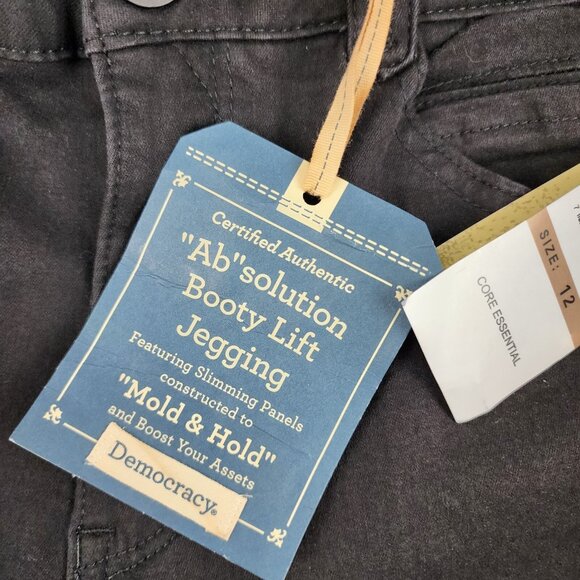 Certified Authentic
"Ab"solution
Booty Lift
Jegging
Featuring Slimming Panels
constructed to
"Mold & Hold"
and Boost Your Assets
Democracy®
SIZE: 12
CORE ESSENTIAL